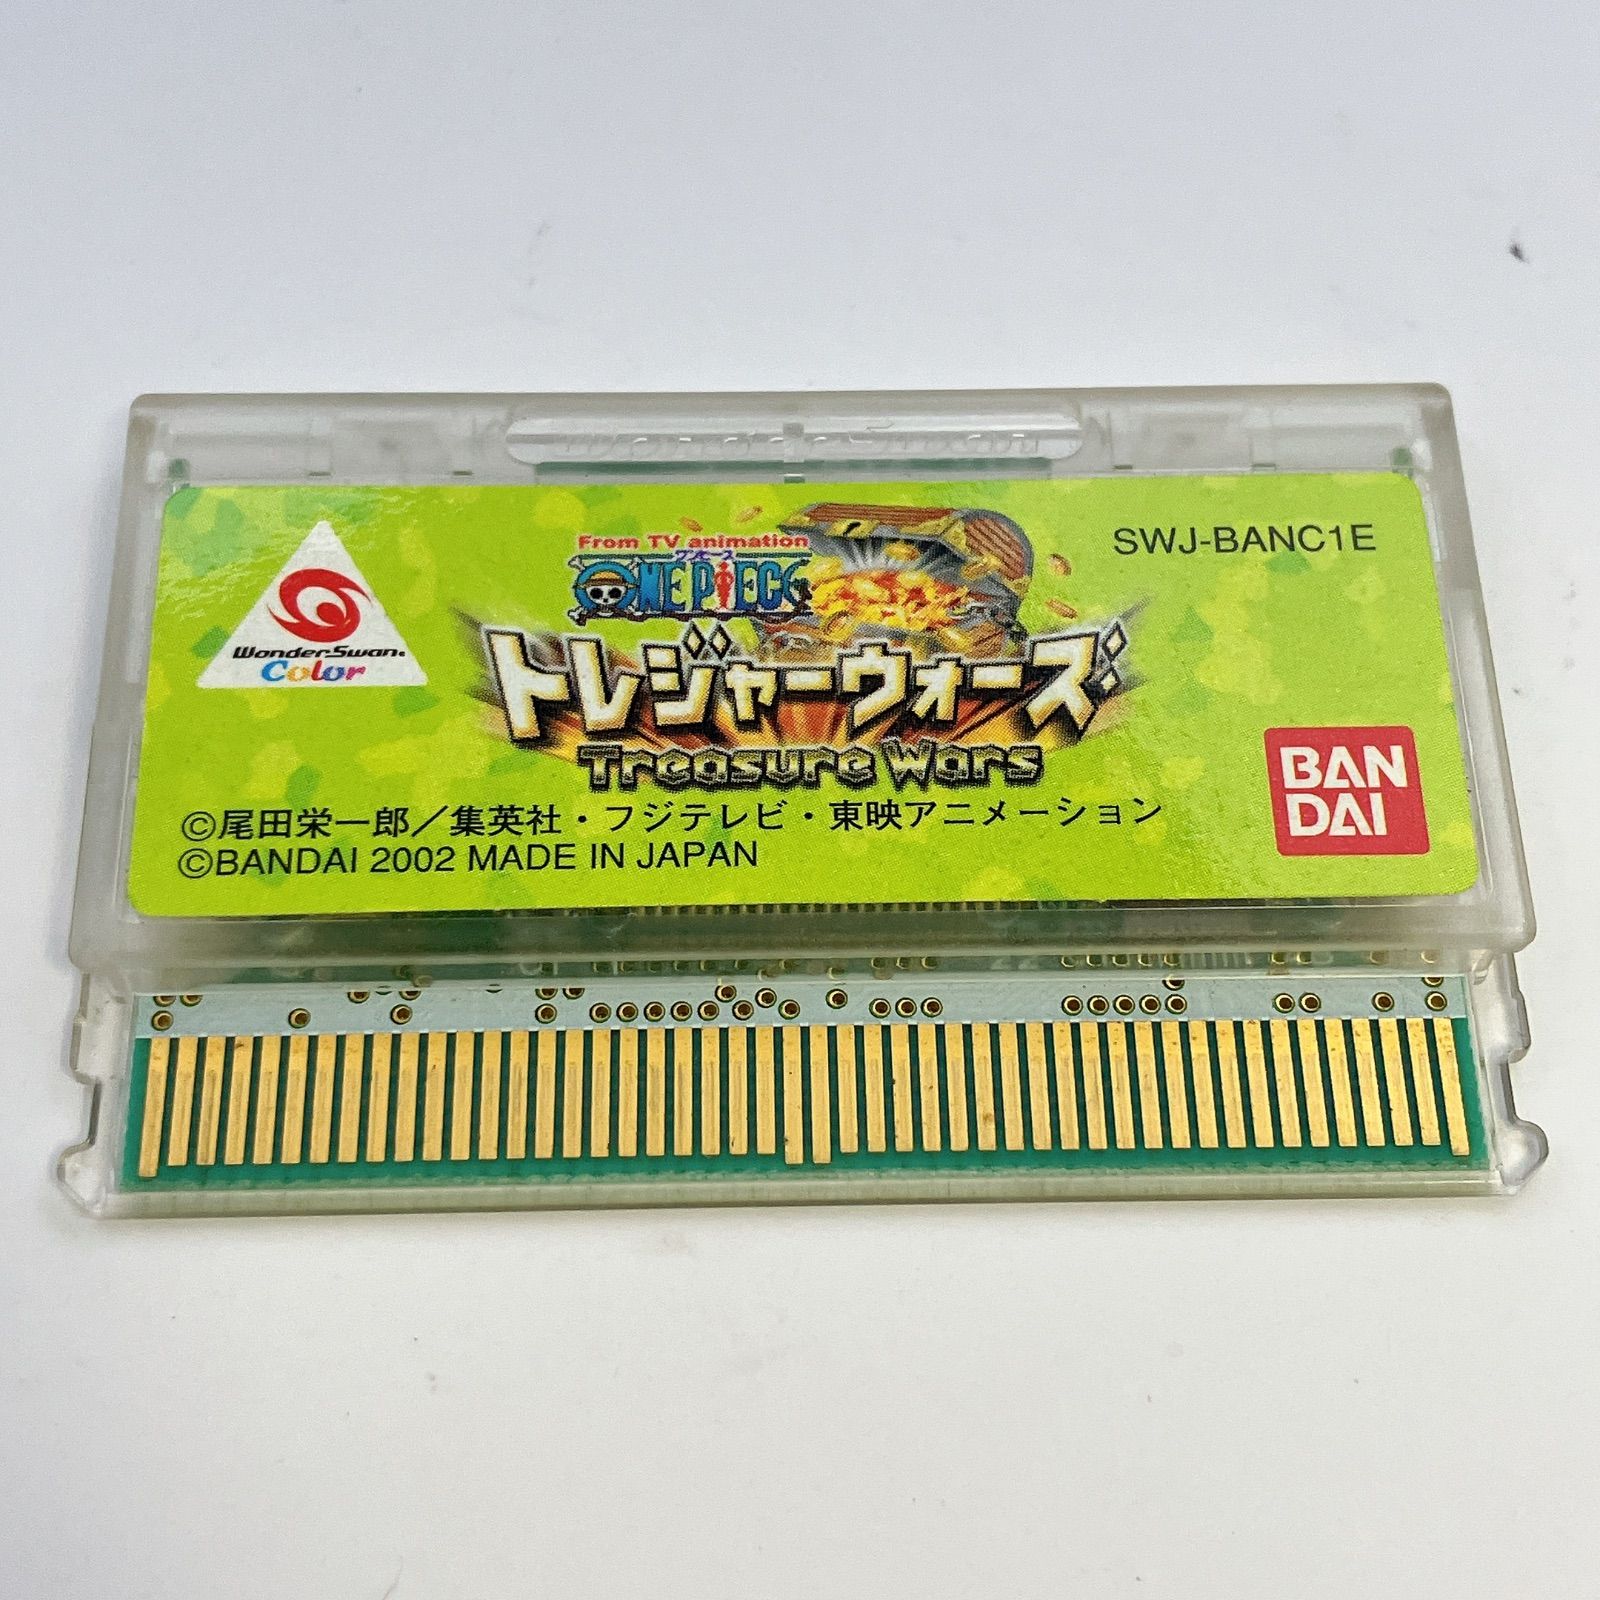 WonderSwan
SWJ-BANC1E
From TV animation
ワンピース
ONE PIECE
WonderSwan®
Color
トレジャーウォーズ
Treasure Wars
BAN
DAI
©尾田栄一郎／集英社・フジテレビ・東映アニメーション
©BANDAI 2002 MADE IN JAPAN